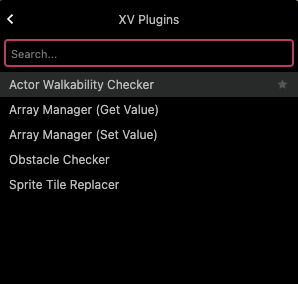 XV Plugins
Search...
Actor Walkability Checker
Array Manager (Get Value)
Array Manager (Set Value)
Obstacle Checker
Sprite Tile Replacer